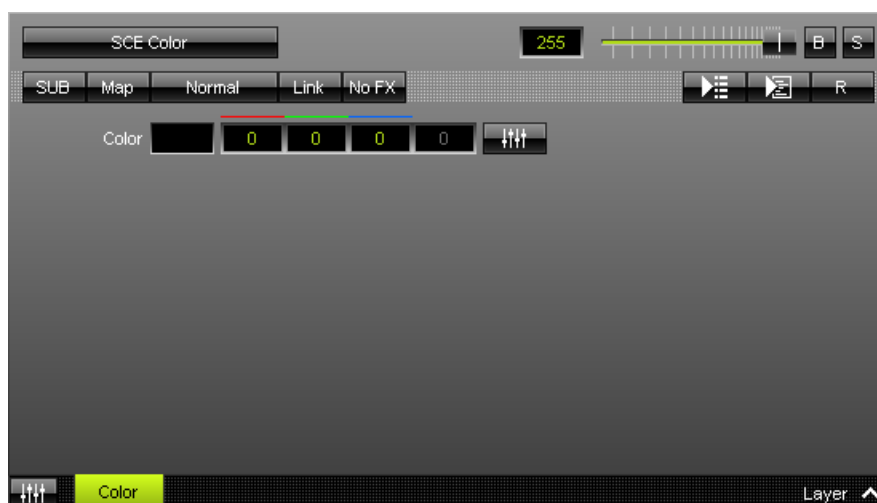 SCE Color 255 B S
SUB Map Normal Link No FX R
Color 0 0 0 0
Color Layer